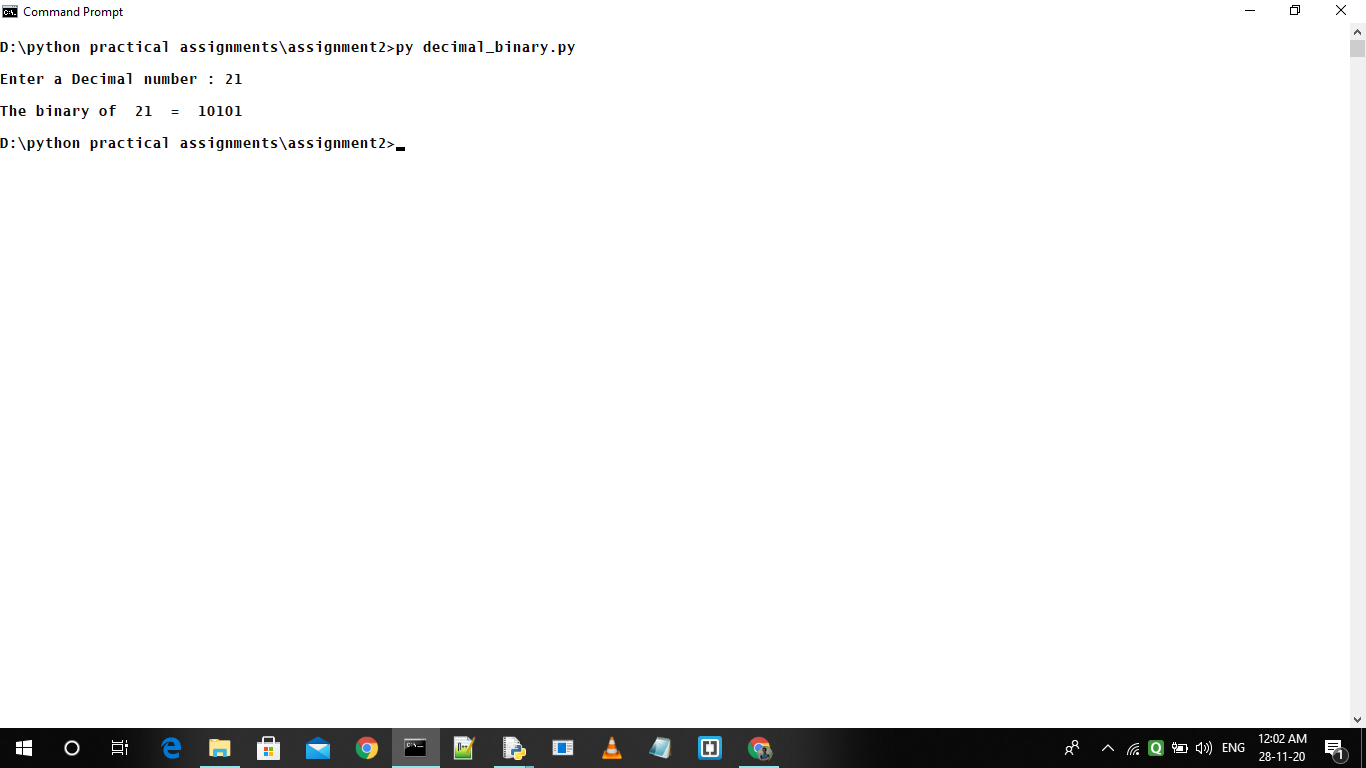 Command Prompt
D:\python practical assignments\assignment2>py decimal_binary.py
Enter a Decimal number : 21
The binary of  21  =  10101
D:\python practical assignments\assignment2>
ENG
12:02 AM
28-11-20
1